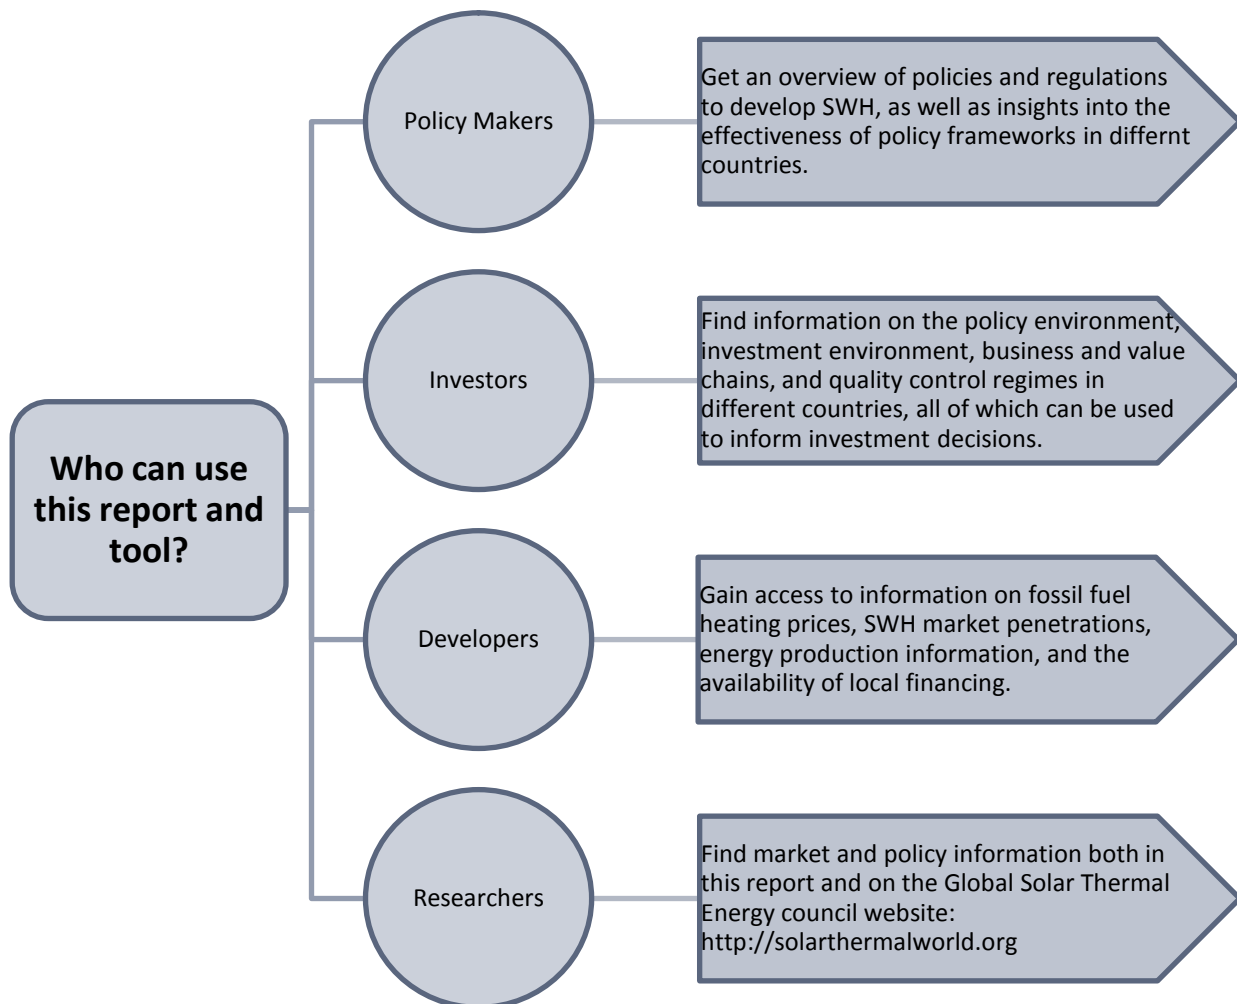 Who can use
this report and
tool?
Policy Makers
Get an overview of policies and regulations
to develop SWH, as well as insights into the
effectiveness of policy frameworks in differnt
countries.
Investors
Find information on the policy environment,
investment environment, business and value
chains, and quality control regimes in
different countries, all of which can be used
to inform investment decisions.
Developers
Gain access to information on fossil fuel
heating prices, SWH market penetrations,
energy production information, and the
availability of local financing.
Researchers
Find market and policy information both in
this report and on the Global Solar Thermal
Energy council website:
http://solarthermalworld.org